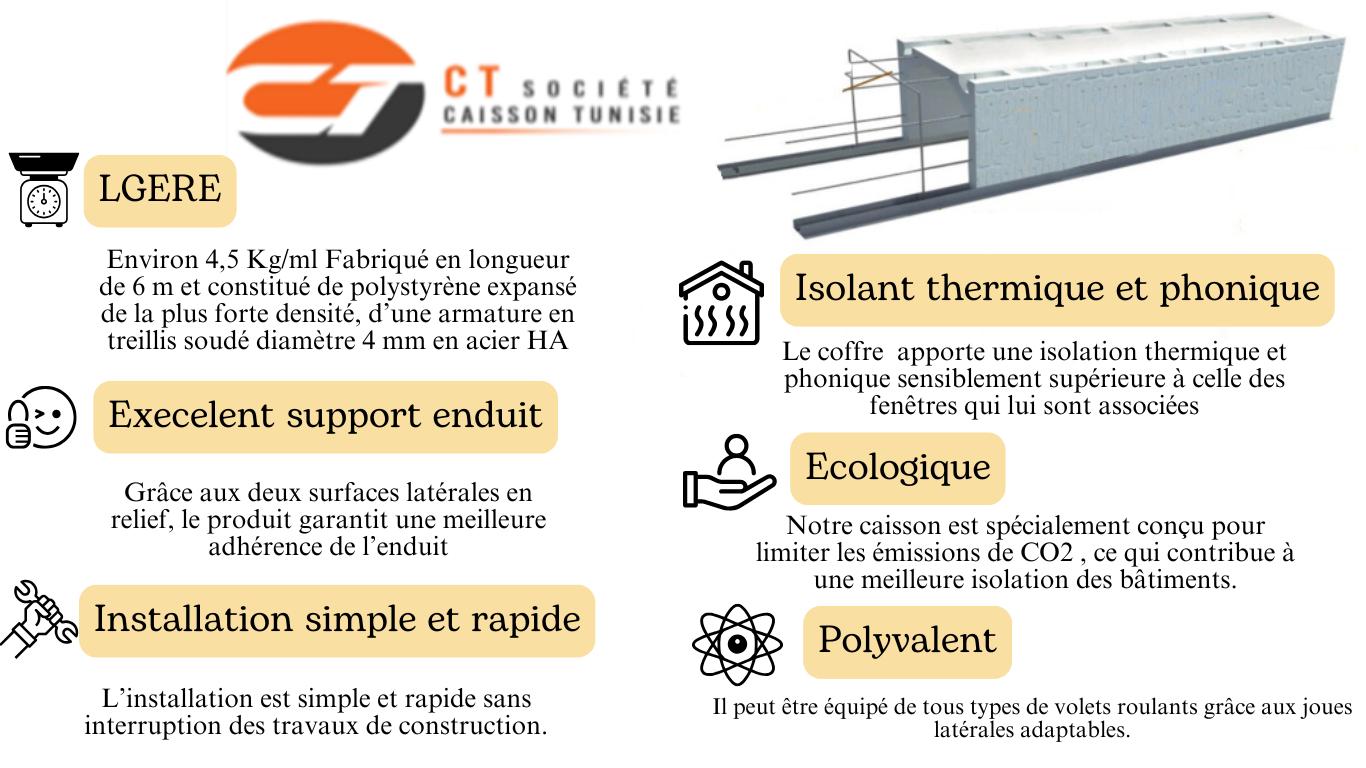 CT SOCIÉTÉ
CAISSON TUNISIE
LGERE
Environ 4,5 Kg/ml Fabriqué en longueur
de 6 m et constitué de polystyrène expansé
de la plus forte densité, d’une armature en
treillis soudé diamètre 4 mm en acier HA
Execelent support enduit
Grâce aux deux surfaces latérales en
relief, le produit garantit une meilleure
adhérence de l’enduit
Installation simple et rapide
L’installation est simple et rapide sans
interruption des travaux de construction.
Isolant thermique et phonique
Le coffre  apporte une isolation thermique et
phonique sensiblement supérieure à celle des
fenêtres qui lui sont associées
Ecologique
Notre caisson est spécialement conçu pour
limiter les émissions de CO2 , ce qui contribue à
une meilleure isolation des bâtiments.
Polyvalent
Il peut être équipé de tous types de volets roulants grâce aux joues
latérales adaptables.